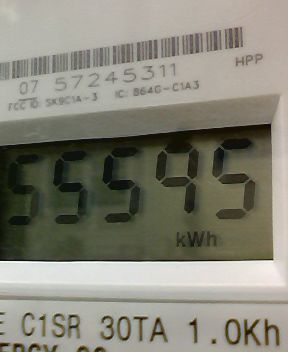 HPP
07 57245311
FCC ID SK9C1A-3 IC: 864G-C1A3
55595
kWh
E C1SR 30TA 1.0Kh